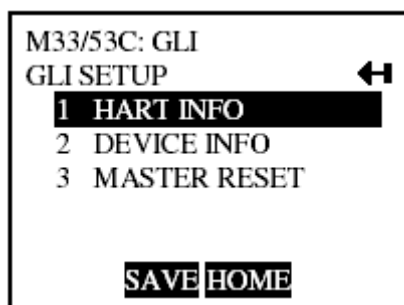 M33/53C: GLI
GLI SETUP
1 HART INFO
2 DEVICE INFO
3 MASTER RESET
SAVE HOME